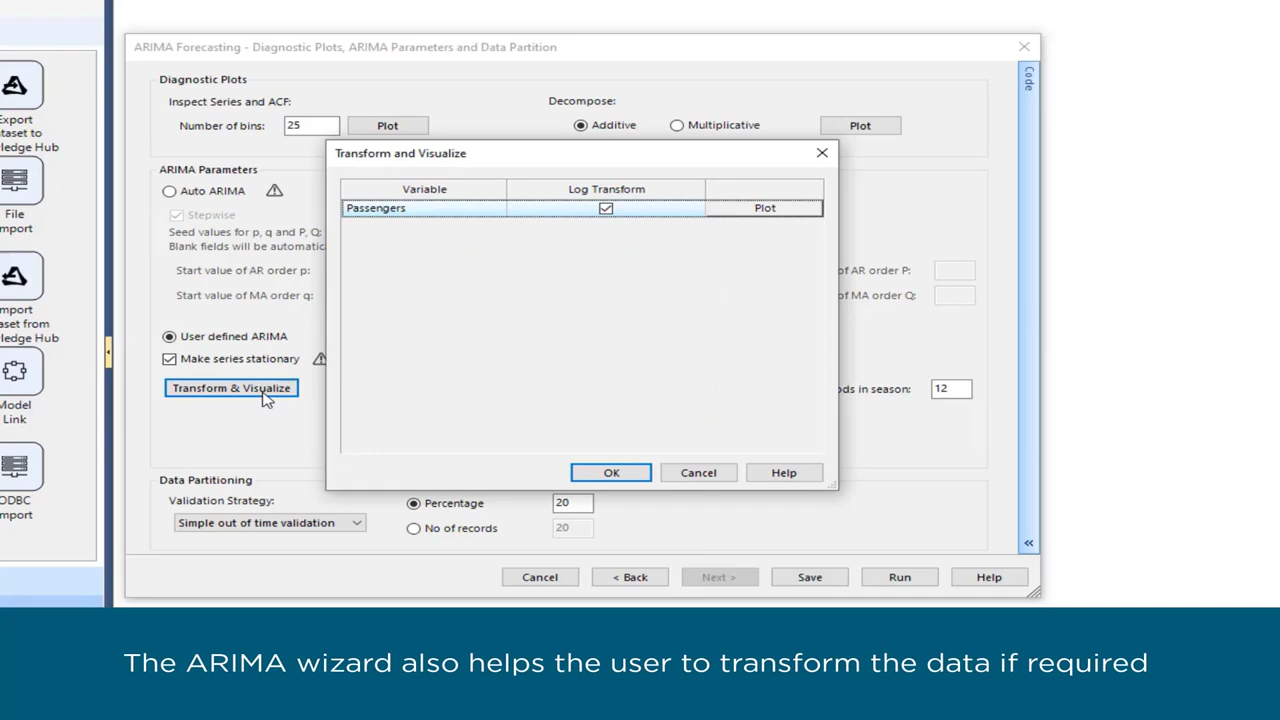 Export
ataset to
wledge Hub
File
mport
mport
aset from
ledge Hub
Model
Link
ODBC
mport
ARIMA Forecasting - Diagnostic Plots, ARIMA Parameters and Data Partition
Code
Diagnostic Plots
Inspect Series and ACF:
Decompose:
Number of bins: 25 Plot
Additive Multiplicative Plot
ARIMA Parameters
Auto ARIMA
Stepwise
Seed values for p, q and P, Q:
Blank fields will be automatic
Start value of AR order p:
of AR order P:
Start value of MA order q:
of MA order Q:
User defined ARIMA
Make series stationary
Transform & Visualize
ods in season: 12
Transform and Visualize
Variable Log Transform
Passengers Plot
OK Cancel Help
Data Partitioning
Validation Strategy:
Simple out of time validation
Percentage 20
No of records 20
Cancel < Back Next > Save Run Help
The ARIMA wizard also helps the user to transform the data if required